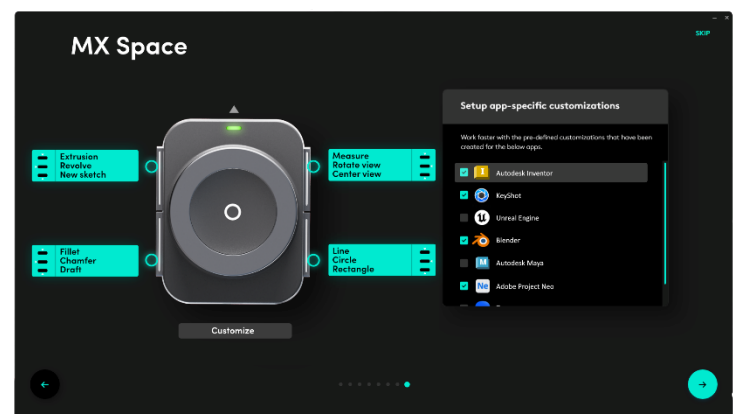 MX Space
SKIP
Extrusion
Revolve
New sketch
Measure
Rotate view
Center view
Fillet
Chamfer
Draft
Line
Circle
Rectangle
Customize
Setup app-specific customizations
Work faster with the pre-defined customizations that have been
created for the below apps.
I Autodesk Inventor
KeyShot
Unreal Engine
Blender
M Autodesk Maya
Ne Adobe Project Neo